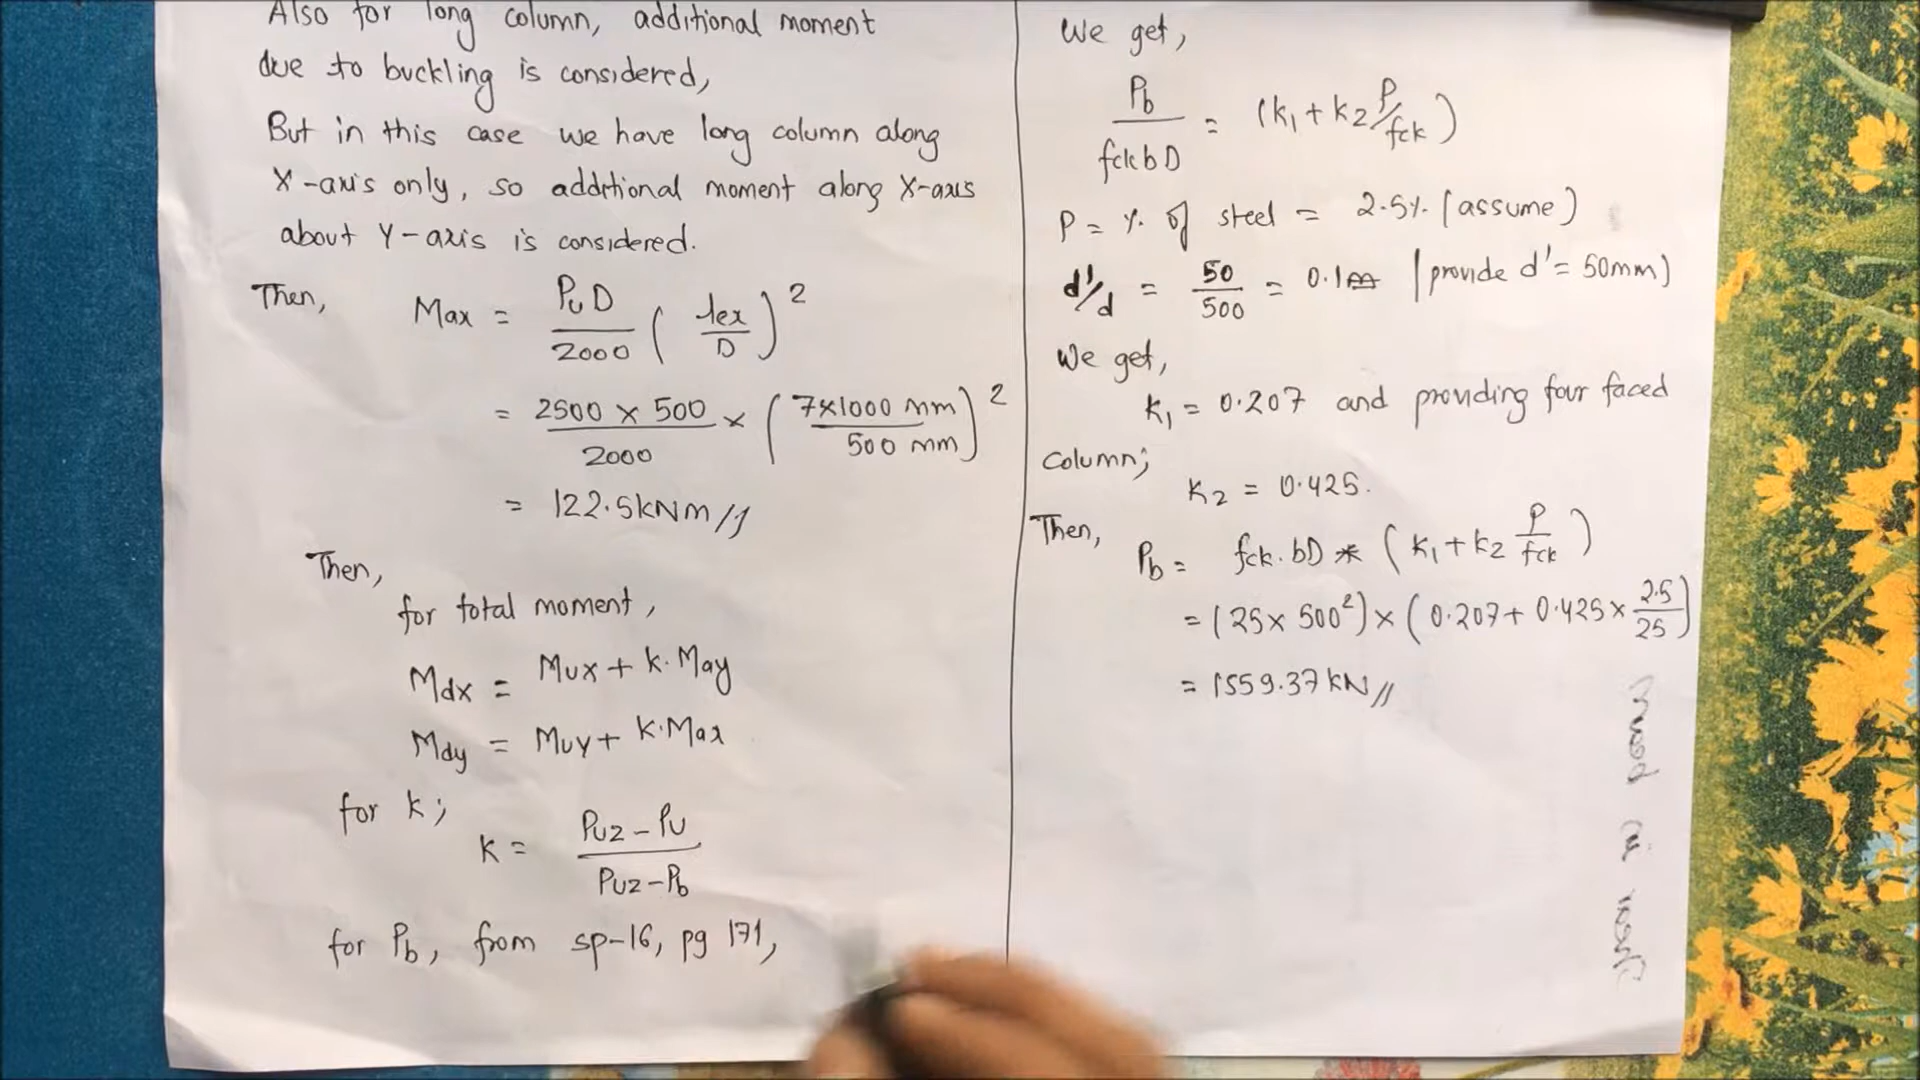 Also for long column, additional moment
due to buckling is considered,
But in this case we have long column along
X-axis only, so additional moment along X-axis
about Y-axis is considered.
Then, Max = PuD/2000 (lex/D)²
= 2500 × 500/2000 × (7×1000 mm/500 mm)²
= 122.5kNm//
Then,
for total moment,
Mdx = Mux + k.May
Mdy = Muy + k.Max
for k;
k = Puz - Pu/Puz - Pb
for Pb, from sp-16, pg 171,
We get,
Pb/fckbD = (k₁ + k₂ P/fck)
P = % of steel = 2.5% (assume)
d'/d = 50/500 = 0.1 (provide d' = 50mm)
We get,
k₁ = 0.207 and providing four faced
column;
k₂ = 0.425.
Then,
Pb = fck.bD * (k₁ + k₂ P/fck)
= (25× 500²) × (0.207 + 0.425 × 2.5/25)
= 1559.37 kN//